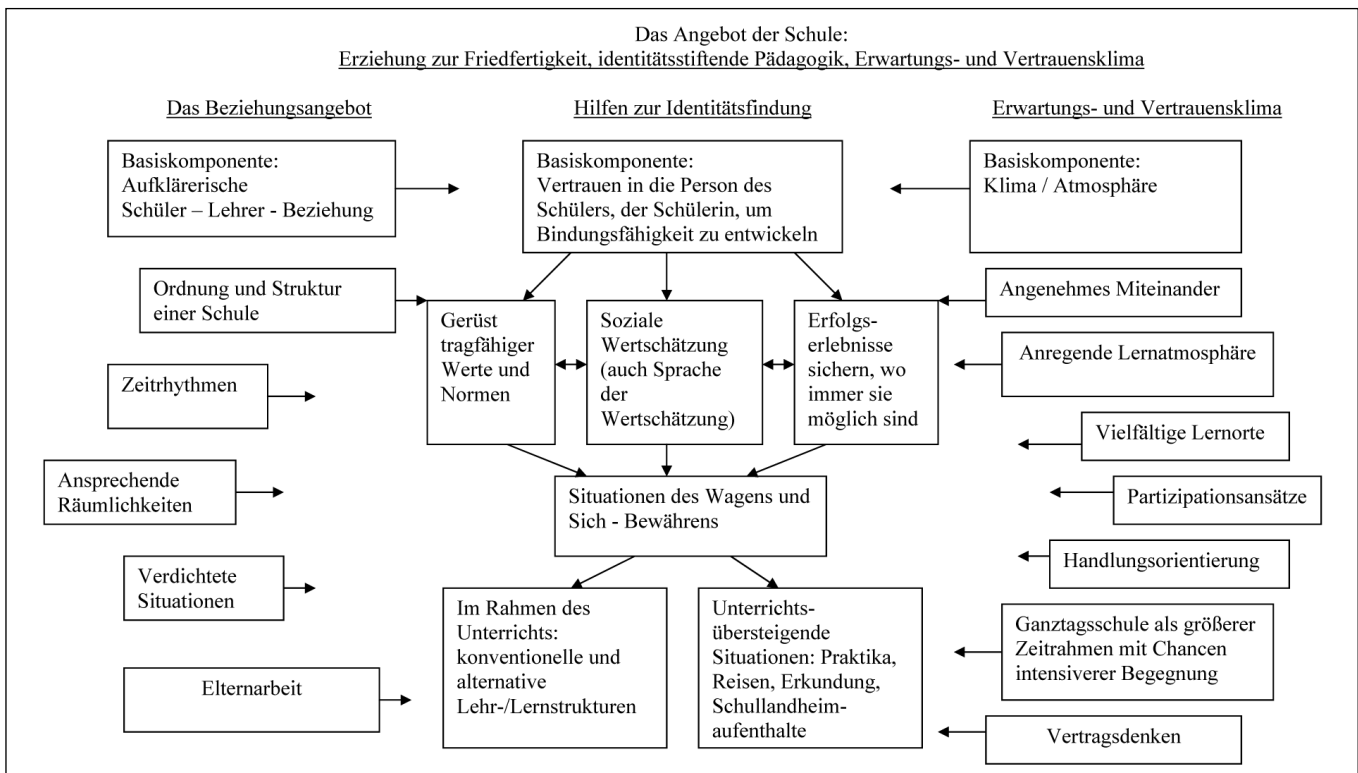 Das Angebot der Schule:
Erziehung zur Friedfertigkeit, identitätsstiftende Pädagogik, Erwartungs- und Vertrauensklima
Das Beziehungsangebot
Hilfen zur Identitätsfindung
Erwartungs- und Vertrauensklima
Basiskomponente:
Aufklärerische
Schüler – Lehrer - Beziehung
Basiskomponente:
Vertrauen in die Person des
Schülers, der Schülerin, um
Bindungsfähigkeit zu entwickeln
Basiskomponente:
Klima / Atmosphäre
Ordnung und Struktur
einer Schule
Gerüst
tragfähiger
Werte und
Normen
Soziale
Wertschätzung
(auch Sprache
der
Wertschätzung)
Erfolgs-
erlebnisse
sichern, wo
immer sie
möglich sind
Angenehmes Miteinander
Anregende Lernatmosphäre
Zeitrhythmen
Vielfältige Lernorte
Ansprechende
Räumlichkeiten
Situationen des Wagens und
Sich - Bewährens
Partizipationsansätze
Handlungsorientierung
Verdichtete
Situationen
Im Rahmen des
Unterrichts:
konventionelle und
alternative
Lehr-/Lernstrukturen
Unterrichts-
übersteigende
Situationen: Praktika,
Reisen, Erkundung,
Schullandheim-
aufenthalte
Ganztagsschule als größerer
Zeitrahmen mit Chancen
intensiverer Begegnung
Elternarbeit
Vertragsdenken